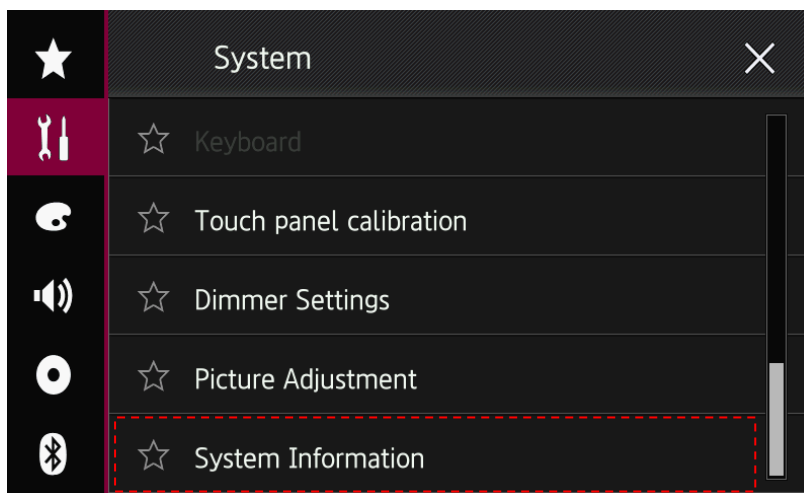 System
Keyboard
Touch panel calibration
Dimmer Settings
Picture Adjustment
System Information